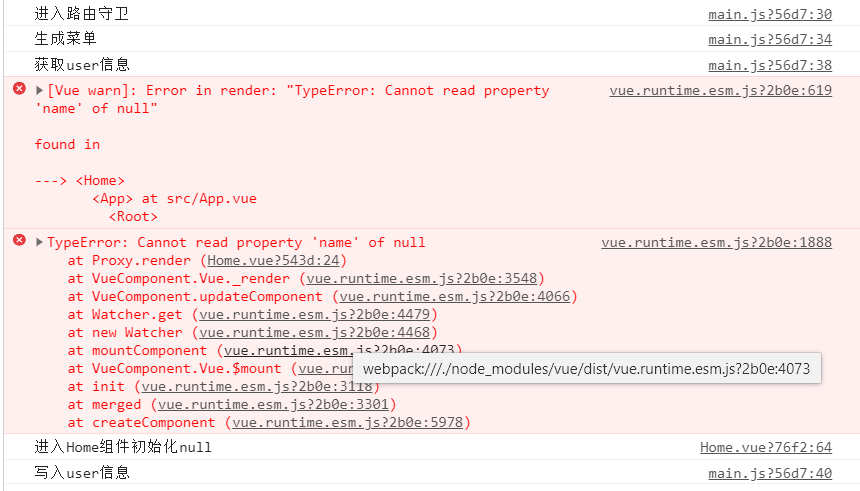 进入路由守卫 main.js?56d7:30
生成菜单 main.js?56d7:34
获取user信息 main.js?56d7:38
[Vue warn]: Error in render: "TypeError: Cannot read property vue.runtime.esm.js?2b0e:619
'name' of null"
found in
---> <Home>
<App> at src/App.vue
<Root>
TypeError: Cannot read property 'name' of null vue.runtime.esm.js?2b0e:1888
at Proxy.render (Home.vue?543d:24)
at VueComponent.Vue._render (vue.runtime.esm.js?2b0e:3548)
at VueComponent.updateComponent (vue.runtime.esm.js?2b0e:4066)
at Watcher.get (vue.runtime.esm.js?2b0e:4479)
at new Watcher (vue.runtime.esm.js?2b0e:4468)
at mountComponent (vue.runtime.esm.js?2b0e:4073)
at VueComponent.Vue.$mount (vue.ru
webpack:///./node_modules/vue/dist/vue.runtime.esm.js?2b0e:4073
at init (vue.runtime.esm.js?2b0e:3118)
at merged (vue.runtime.esm.js?2b0e:3301)
at createComponent (vue.runtime.esm.js?2b0e:5978)
进入Home组件初始化null Home.vue?76f2:64
写入user信息 main.js?56d7:40